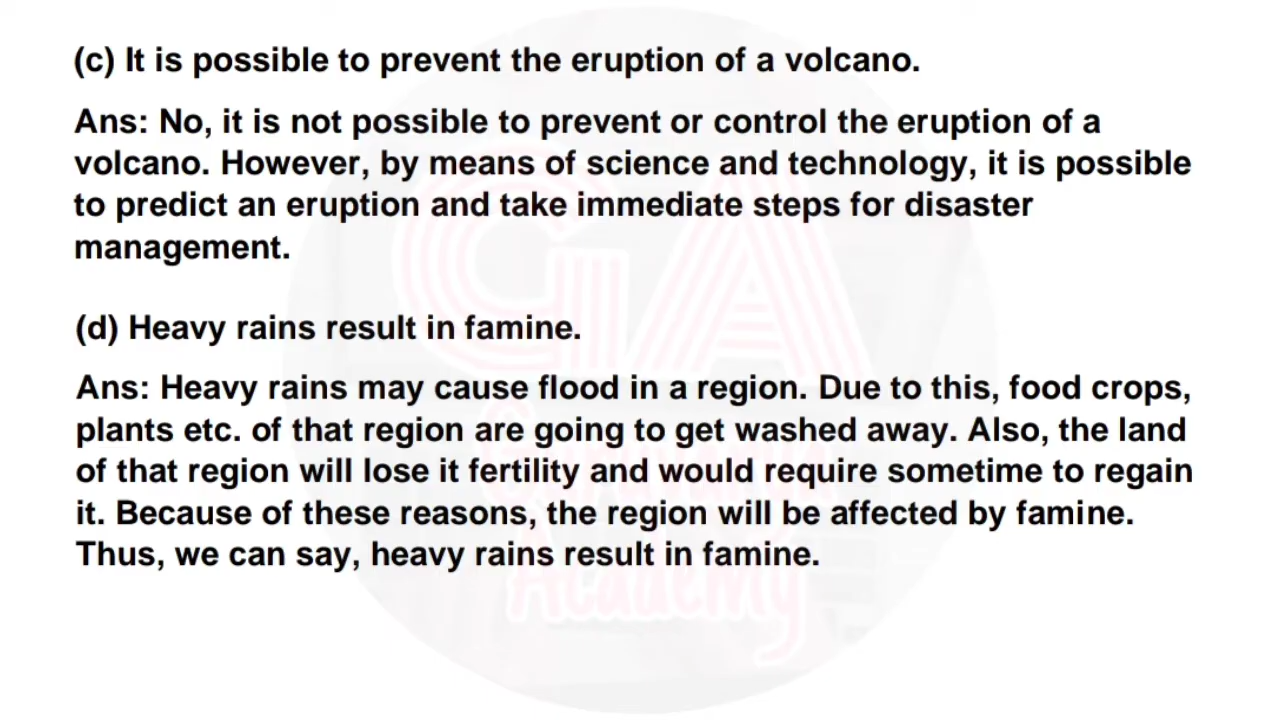 (c) It is possible to prevent the eruption of a volcano.
Ans: No, it is not possible to prevent or control the eruption of a
volcano. However, by means of science and technology, it is possible
to predict an eruption and take immediate steps for disaster
management.
(d) Heavy rains result in famine.
Ans: Heavy rains may cause flood in a region. Due to this, food crops,
plants etc. of that region are going to get washed away. Also, the land
of that region will lose it fertility and would require sometime to regain
it. Because of these reasons, the region will be affected by famine.
Thus, we can say, heavy rains result in famine.
GA
Academy